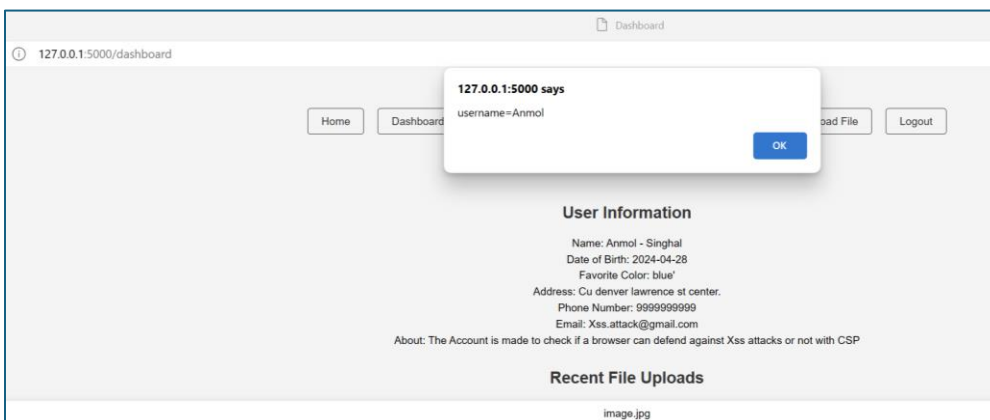 Dashboard
127.0.0.1:5000/dashboard
127.0.0.1:5000 says
username=Anmol
OK
Home Dashboard File Logout
User Information
Name: Anmol - Singhal
Date of Birth: 2024-04-28
Favorite Color: blue'
Address: Cu denver lawrence st center.
Phone Number: 9999999999
Email: Xss.attack@gmail.com
About: The Account is made to check if a browser can defend against Xss attacks or not with CSP
Recent File Uploads
image.jpg